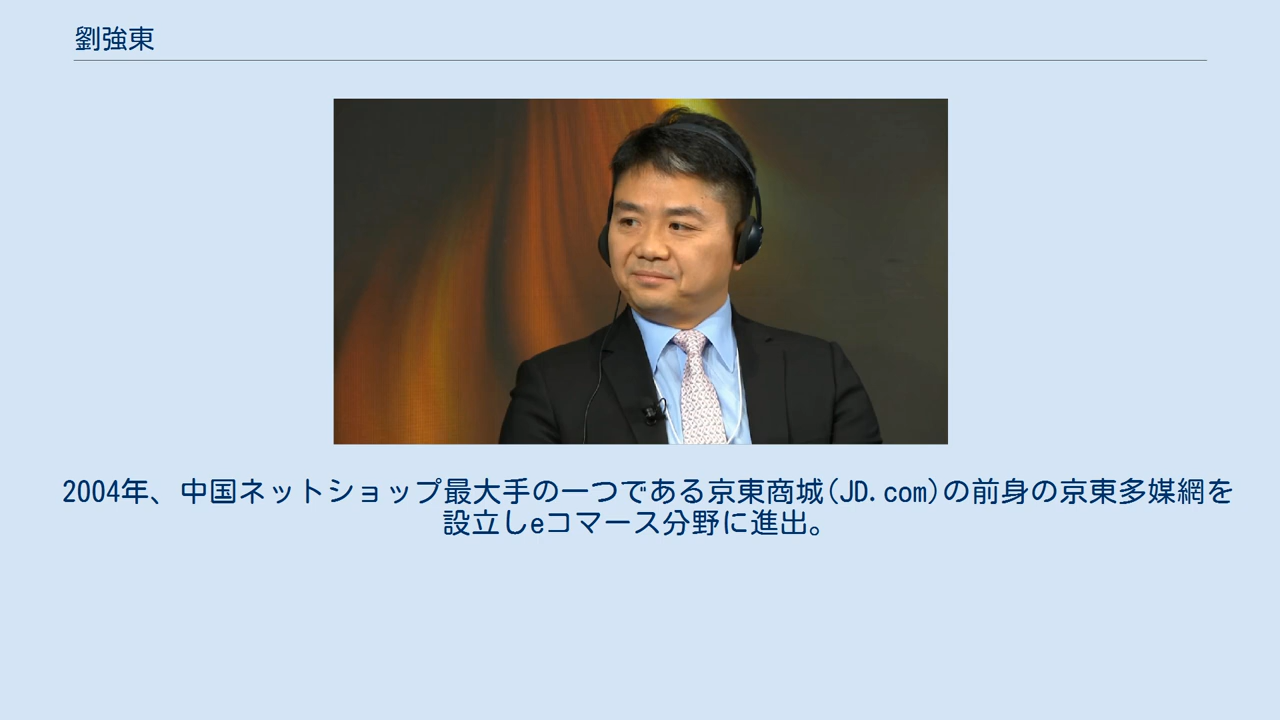 劉強東
2004年、中国ネットショップ最大手の一つである京東商城(JD.com)の前身の京東多媒網を
設立しeコマース分野に進出。